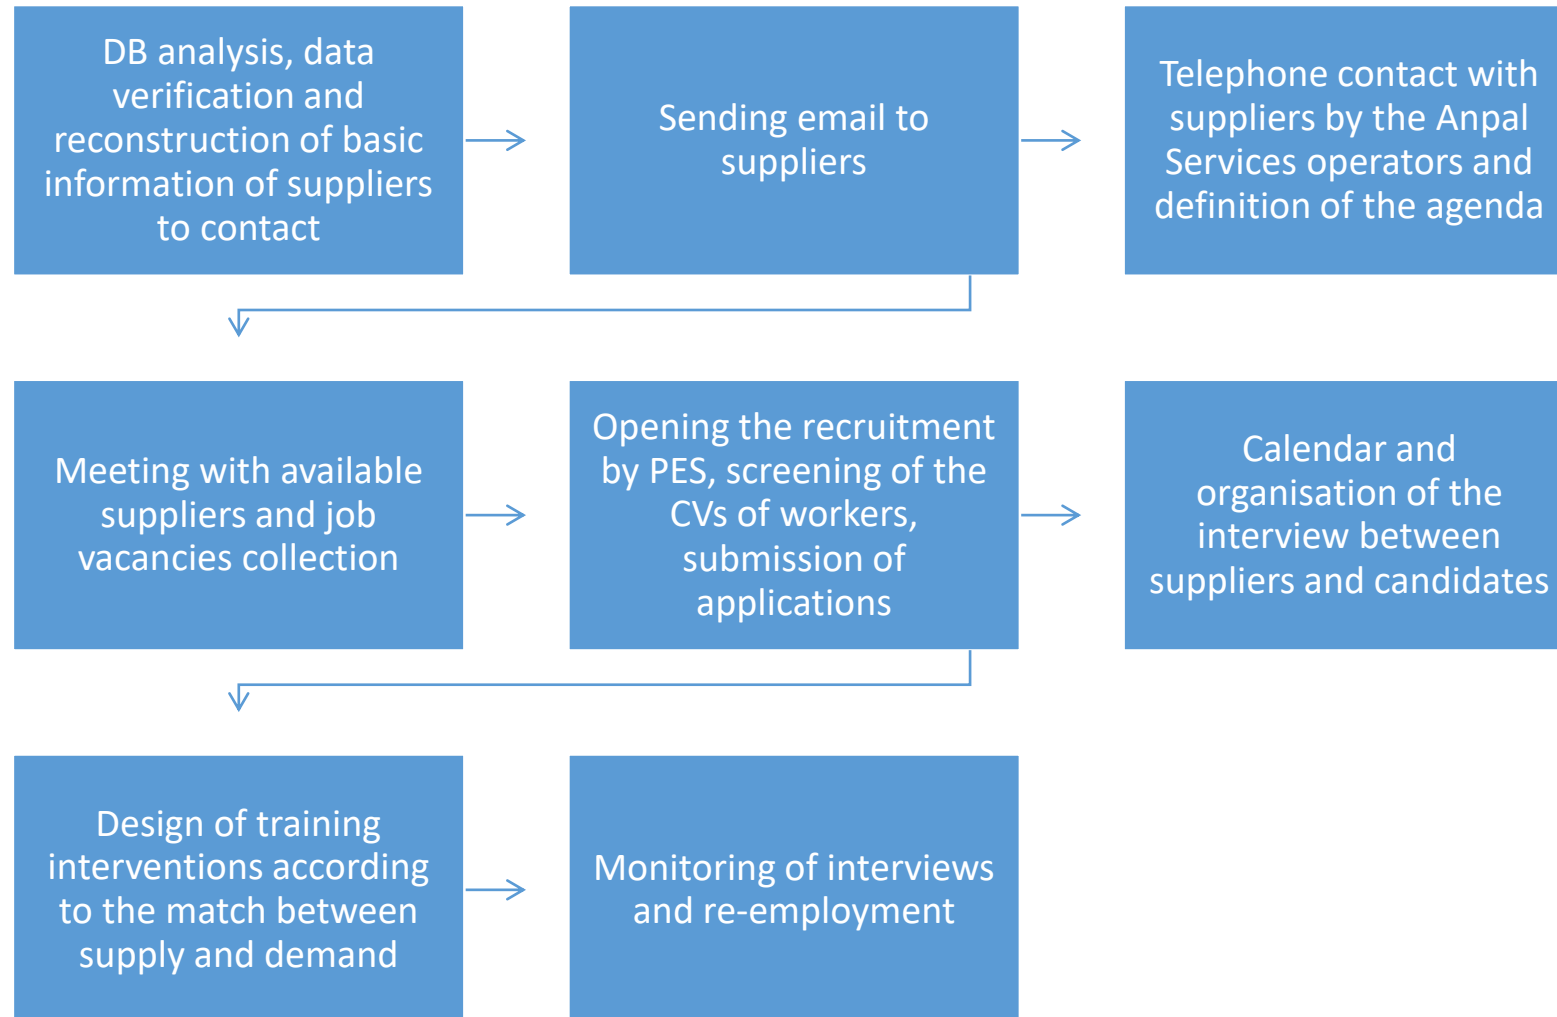 DB analysis, data
verification and
reconstruction of basic
information of suppliers
to contact
Sending email to
suppliers
Telephone contact with
suppliers by the Anpal
Services operators and
definition of the agenda
Meeting with available
suppliers and job
vacancies collection
Opening the recruitment
by PES, screening of the
CVs of workers,
submission of
applications
Calendar and
organisation of the
interview between
suppliers and candidates
Design of training
interventions according
to the match between
supply and demand
Monitoring of interviews
and re-employment